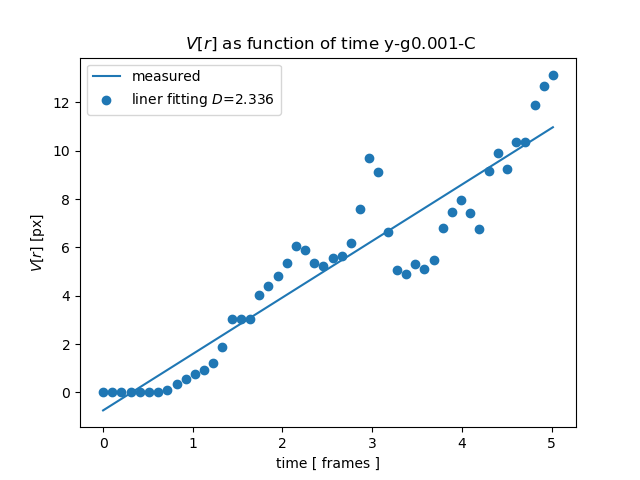 V[r] as function of time y-g0.001-C
measured
liner fitting D=2.336
12
10
8
6
4
2
0
V[r] [px]
0 1 2 3 4 5
time [ frames ]